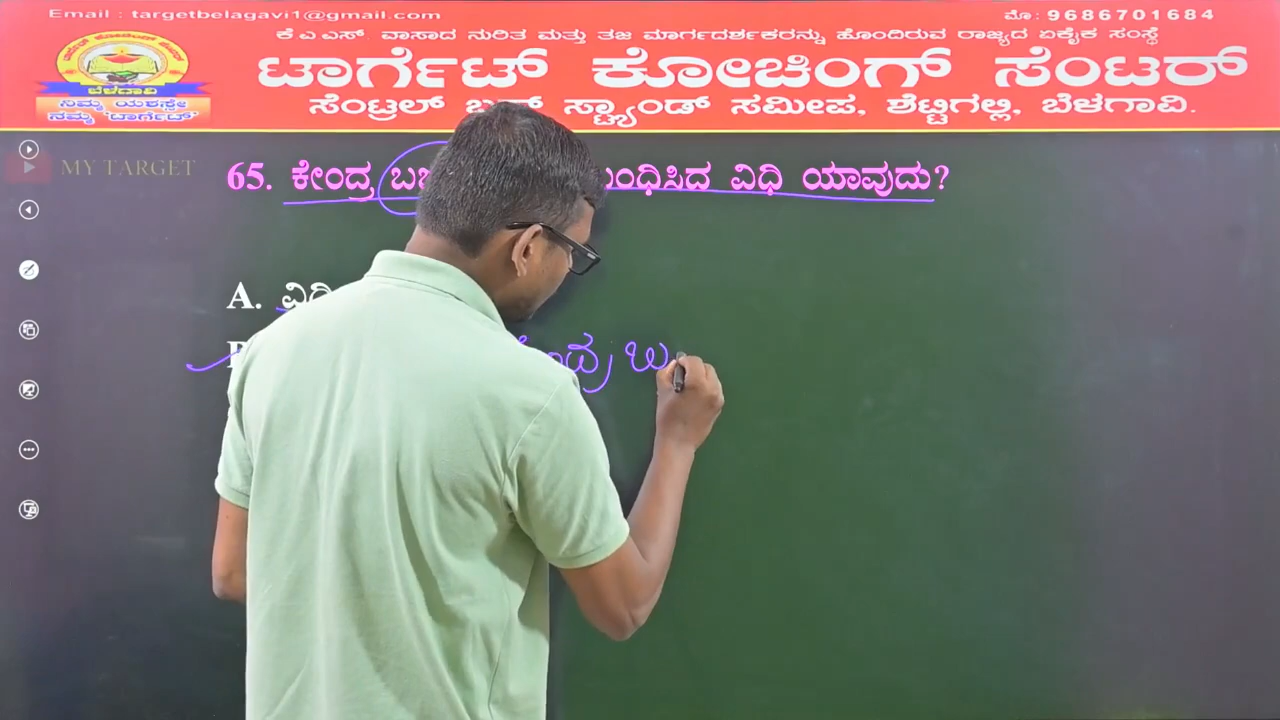 Email : targetbelagavi1@gmail.com ಮೊ: 9686701684
ಕೆ ಎ ಎಸ್ ಪಾಸಾದ ನುರಿತ ಮತ್ತು ತಜ್ಞ ಮಾರ್ಗದರ್ಶಕರನ್ನು ಹೊಂದಿರುವ ರಾಜ್ಯದ ಏಕೈಕ ಸಂಸ್ಥೆ
ಟಾರ್ಗೆಟ್ ಕೋಚಿಂಗ್ ಸೆಂಟರ್
ಸೆಂಟ್ರಲ್ ಬಸ್ ಸ್ಟ್ಯಾಂಡ್ ಸಮೀಪ, ಶೆಟ್ಟಿಗಲ್ಲಿ, ಬೆಳಗಾವಿ.
ಟಾರ್ಗೆಟ್ ಕೋಚಿಂಗ್ ಸೆಂಟರ್
ಬೆಳಗಾವಿ
ನಿಮ್ಮ ಯಶಸ್ಸೇ
ನಮ್ಮ 'ಟಾರ್ಗೆಟ್'
MY TARGET
65. ಕೇಂದ್ರ ವಿಧಿ ಯಾವುದು?
A.